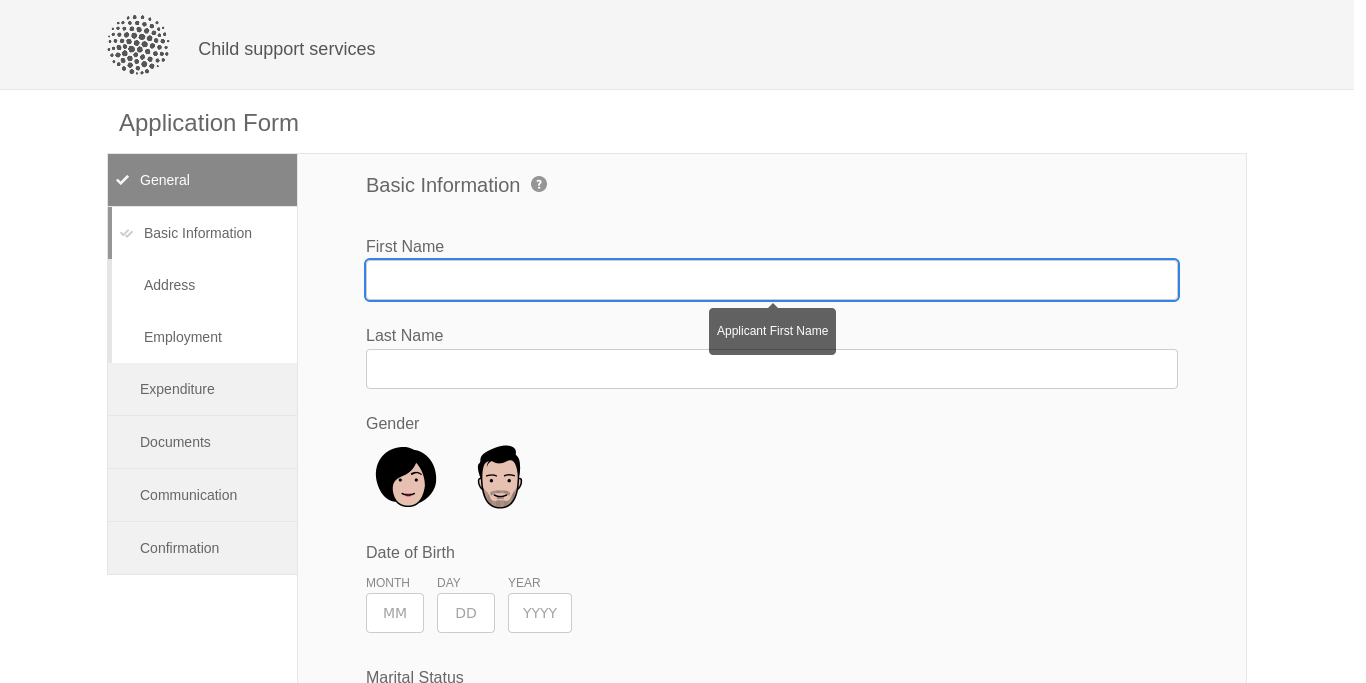 Child support services
Application Form
General
Basic Information
Address
Employment
Expenditure
Documents
Communication
Confirmation
Basic Information ?
First Name
Applicant First Name
Last Name
Gender
Date of Birth
MONTH DAY YEAR
MM DD YYYY
Marital Status